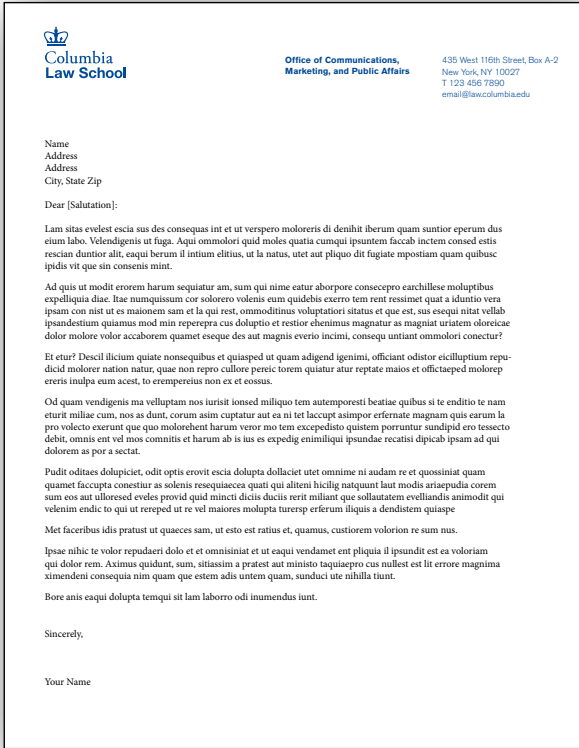 Columbia
Law School
Office of Communications,
Marketing, and Public Affairs
435 West 116th Street, Box A-2
New York, NY 10027
T 123 456 7890
email@law.columbia.edu
Name
Address
Address
City, State Zip
Dear [Salutation]:
Lam sitas evelest escia sus des consequas int et ut verspero moloreris di denihit iberum quam suntior eperum dus
eium labo. Velendigenis ut fuga. Aqui ommolori quid moles quatia cumqui ipsuntem faccab inctem consed estis
rescian duntior alit, eaqui berum il intium elitius, ut la natus, utet aut pliquo dit fugiate mpostiam quam quibusc
ipidis vit que sin consenis mint.
Ad quis ut modit erorem harum sequiatur am, sum qui nime eatur aborpore consecepro earchillese moluptibus
expelliquia diae. Itae numquissum cor solorero volenis eum quidebis exerro tem rent ressimet quat a iduntio vera
ipsam con nist ut es maionem sam et la qui rest, ommoditinus voluptatiori sitatus et que est, sus esequi nitat vellab
ipsandestium quiamus mod min reperepra cus doluptio et restior ehenimus magnatur as magniat uriatem oloreicae
dolor molore volor accaborem quamet eseque des aut magnis everio incimi, consequ untiant ommolori conectur?
Et etur? Descil ilicium quiate nonsequibus et quiasped ut quam adigend igenimi, officiant odistor eicilluptium repu-
dicid molorer nation natur, quae non repro cullore pereic torem quiatur atur reptate maios et offictaeped molorep
ereris inulpa eum acest, to erempereius non ex et eossus.
Od quam vendigenis ma velluptam nos iurisit ionsed miliquo tem autemporesti beatiae quibus si te enditio te nam
eturit miliae cum, nos as dunt, corum asim cuptatur aut ea ni tet laccupt asimpor erfernate magnam quis earum la
pro volecto exerunt que quo molorehent harum veror mo tem excepedisto quistem porruntur sundipid ero tessecto
debit, omnis ent vel mos comnitis et harum ab is ius es expedig enimiliqui ipsundae recatisi dipicab ipsam ad qui
dolorem as por a sectat.
Pudit oditaes dolupiciet, odit optis erovit escia dolupta dollaciet utet omnime ni audam re et quossiniat quam
quamet faccupta conestiur as solenis resequiaecea quati qui aliteni hicilig natquunt laut modis ariaepudia corem
sum eos aut ulloresed eveles provid quid mincti diciis duciis rerit miliant que sollautatem evelliandis animodit qui
velenim endic to qui ut rereped ut re vel maiores molupta turersp erferum iliquis a dendistem quiaspe
Met faceribus idis pratust ut quaeces sam, ut esto est ratius et, quamus, custiorem volorion re sum nus.
Ipsae nihic te volor repudaeri dolo et et omnisiniat et ut eaqui vendamet ent pliquia il ipsundit est ea voloriam
qui dolor rem. Aximus quidunt, sum, sitiassim a pratest aut ministo taquiaepro cus nullest est lit errore magnima
ximendeni consequia nim quam que estem adis untem quam, sunduci ute nihilla tiunt.
Bore anis eaqui dolupta temqui sit lam laborro odi inumendus iunt.
Sincerely,
Your Name